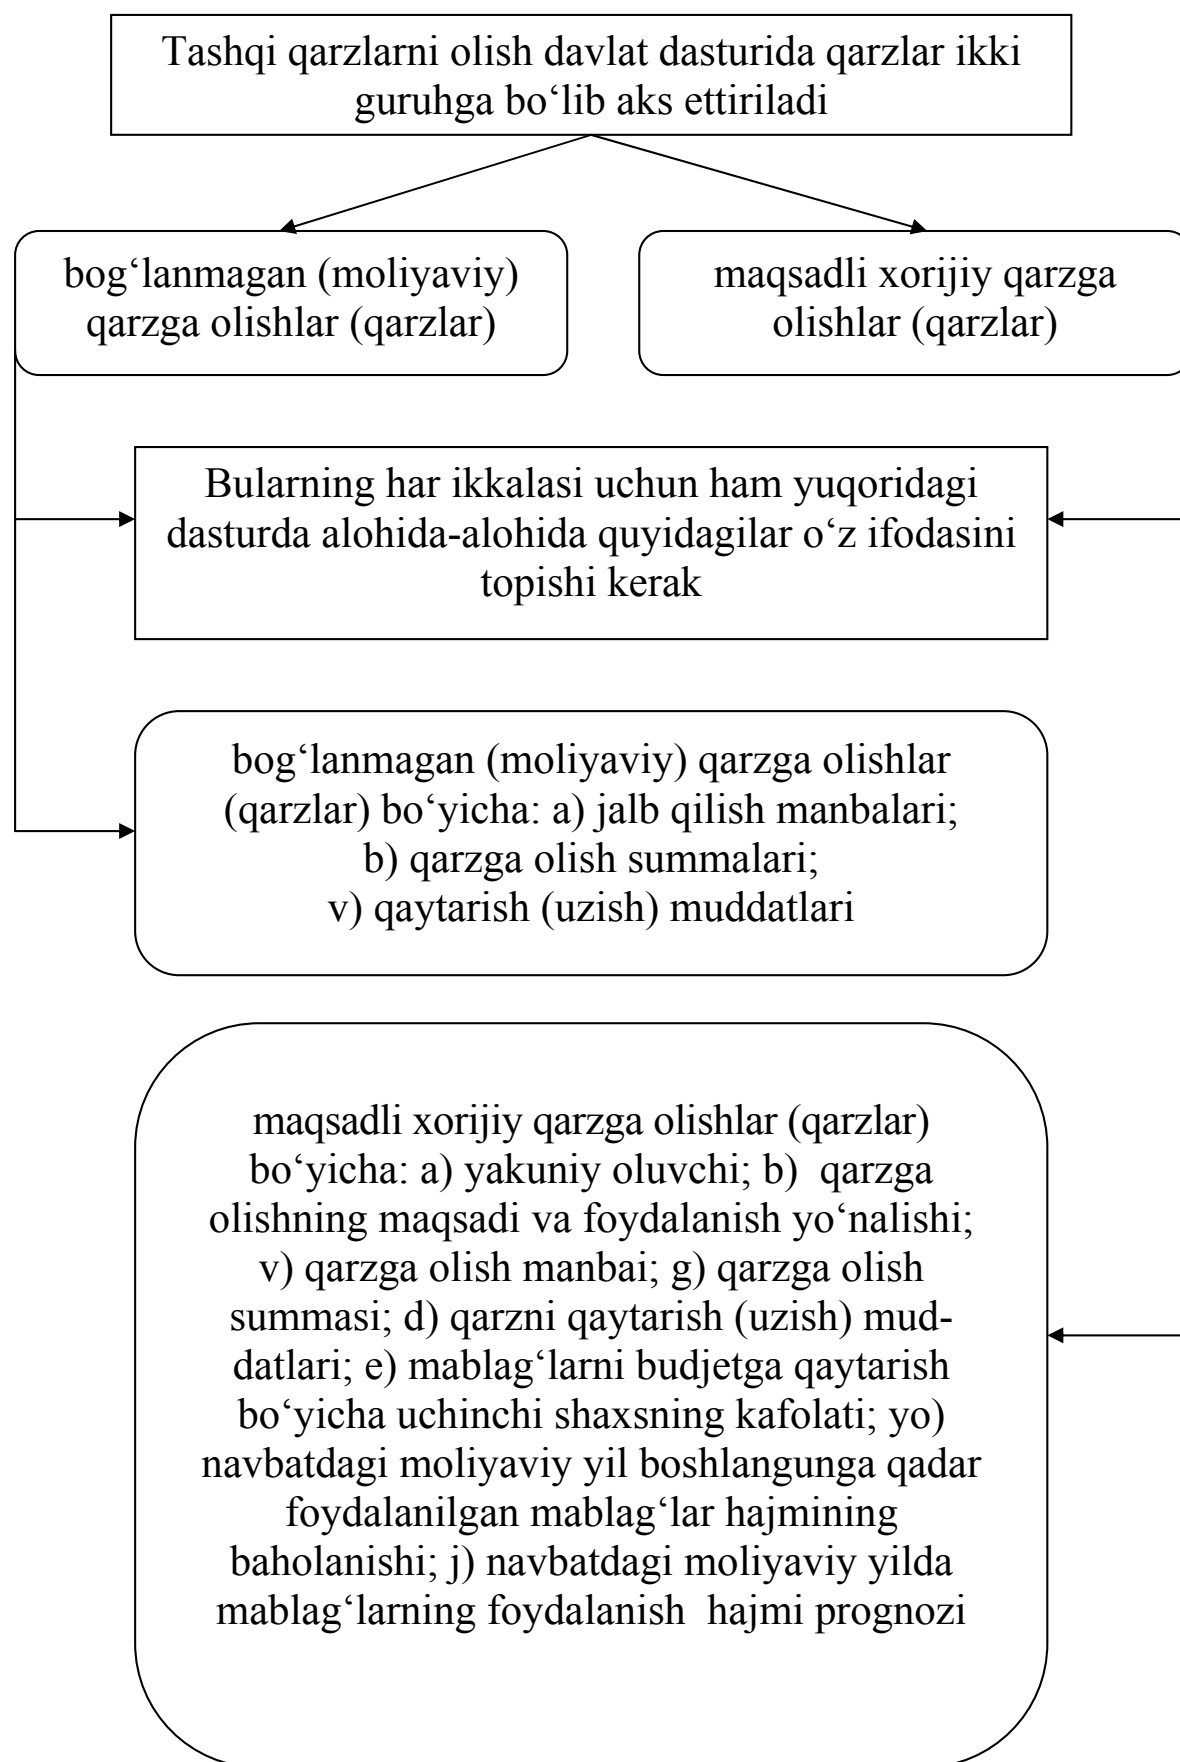 Tashqi qarzlarni olish davlat dasturida qarzlar ikki
guruhga bo‘lib aks ettiriladi
bog‘lanmagan (moliyaviy)
qarzga olishlar (qarzlar)
maqsadli xorijiy qarzga
olishlar (qarzlar)
Bularning har ikkalasi uchun ham yuqoridagi
dasturda alohida-alohida quyidagilar o‘z ifodasini
topishi kerak
bog‘lanmagan (moliyaviy) qarzga olishlar
(qarzlar) bo‘yicha: a) jalb qilish manbalari;
b) qarzga olish summalari;
v) qaytarish (uzish) muddatlari
maqsadli xorijiy qarzga olishlar (qarzlar)
bo‘yicha: a) yakuniy oluvchi; b)  qarzga
olishning maqsadi va foydalanish yo‘nalishi;
v) qarzga olish manbai; g) qarzga olish
summasi; d) qarzni qaytarish (uzish) mud-
datlari; e) mablag‘larni budjetga qaytarish
bo‘yicha uchinchi shaxsning kafolati; yo)
navbatdagi moliyaviy yil boshlangunga qadar
foydalanilgan mablag‘lar hajmining
baholanishi; j) navbatdagi moliyaviy yilda
mablag‘larning foydalanish  hajmi prognozi